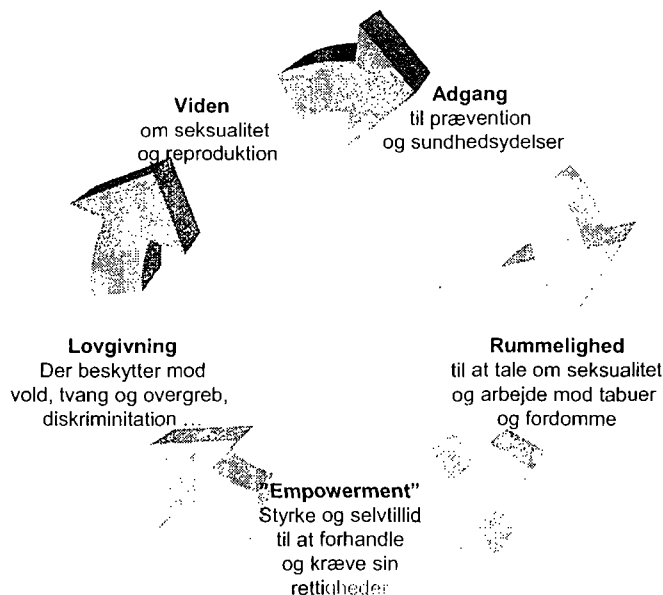 Viden
om seksualitet
og reproduktion
Adgang
til prævention
og sundhedsydelser
Rummelighed
til at tale om seksualitet
og arbejde mod tabuer
og fordomme
"Empowerment”
Styrke og selvtillid
til at forhandle
og kræve sin
rettigheder
Lovgivning
Der beskytter mod
vold, tvang og overgreb,
diskriminitation ...